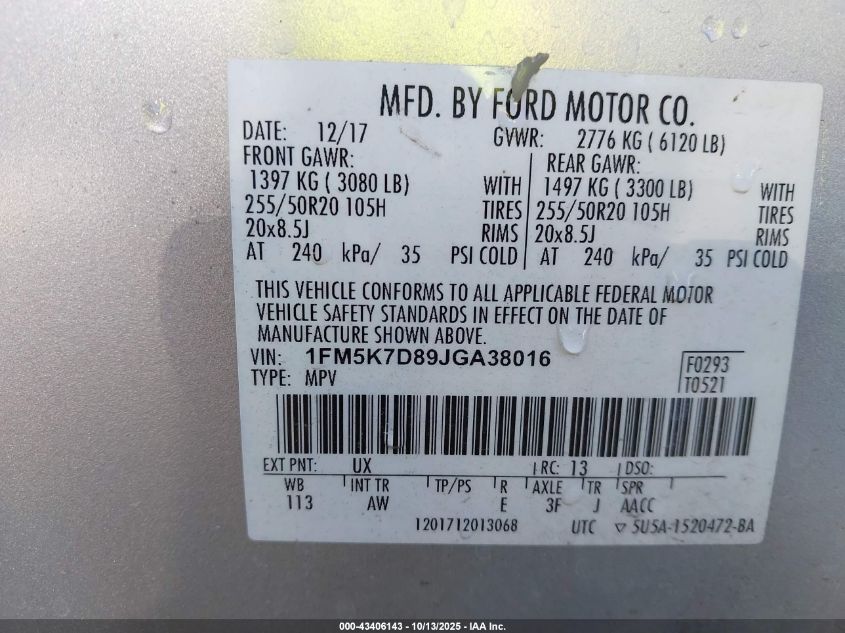 MFD. BY FORD MOTOR CO.
DATE: 12/17 GVWR: 2776 KG ( 6120 LB)
FRONT GAWR: REAR GAWR:
1397 KG ( 3080 LB) WITH 1497 KG ( 3300 LB) WITH
255/50R20 105H TIRES 255/50R20 105H TIRES
20x8.5J RIMS 20x8.5J RIMS
AT 240 kPa/ 35 PSI COLD AT 240 kPa/ 35 PSI COLD
THIS VEHICLE CONFORMS TO ALL APPLICABLE FEDERAL MOTOR
VEHICLE SAFETY STANDARDS IN EFFECT ON THE DATE OF
MANUFACTURE SHOWN ABOVE.
VIN: 1FM5K7D89JGA38016
TYPE: MPV
F0293
T0521
EXT PNT: UX RC: 13 DSO:
WB INT TR TP/PS R AXLE TR SPR
113 AW E 3F J AACC
1201712013068 UTC ▽ 5U5A-1520472-BA
000-43406143 - 10/13/2025 - IAA Inc.